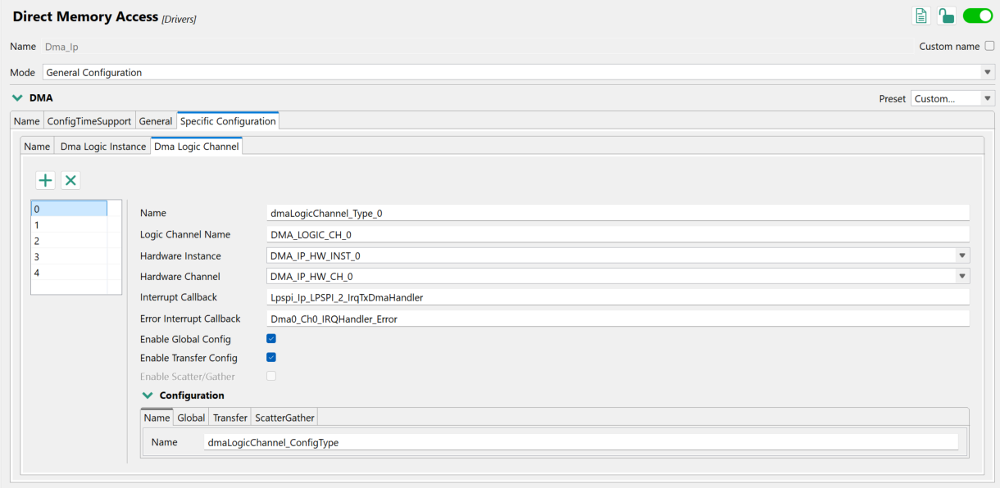 Direct Memory Access [Drivers]
Name Dma_Ip Custom name
Mode General Configuration
DMA Preset Custom...
Name ConfigTimeSupport General Specific Configuration
Name Dma Logic Instance Dma Logic Channel
0
1
2
3
4
Name dmaLogicChannel_Type_0
Logic Channel Name DMA_LOGIC_CH_0
Hardware Instance DMA_IP_HW_INST_0
Hardware Channel DMA_IP_HW_CH_0
Interrupt Callback Lpspi_Ip_LPSPI_2_IrqTxDmaHandler
Error Interrupt Callback Dma0_Ch0_IRQHandler_Error
Enable Global Config
Enable Transfer Config
Enable Scatter/Gather
Configuration
Name Global Transfer ScatterGather
Name dmaLogicChannel_ConfigType